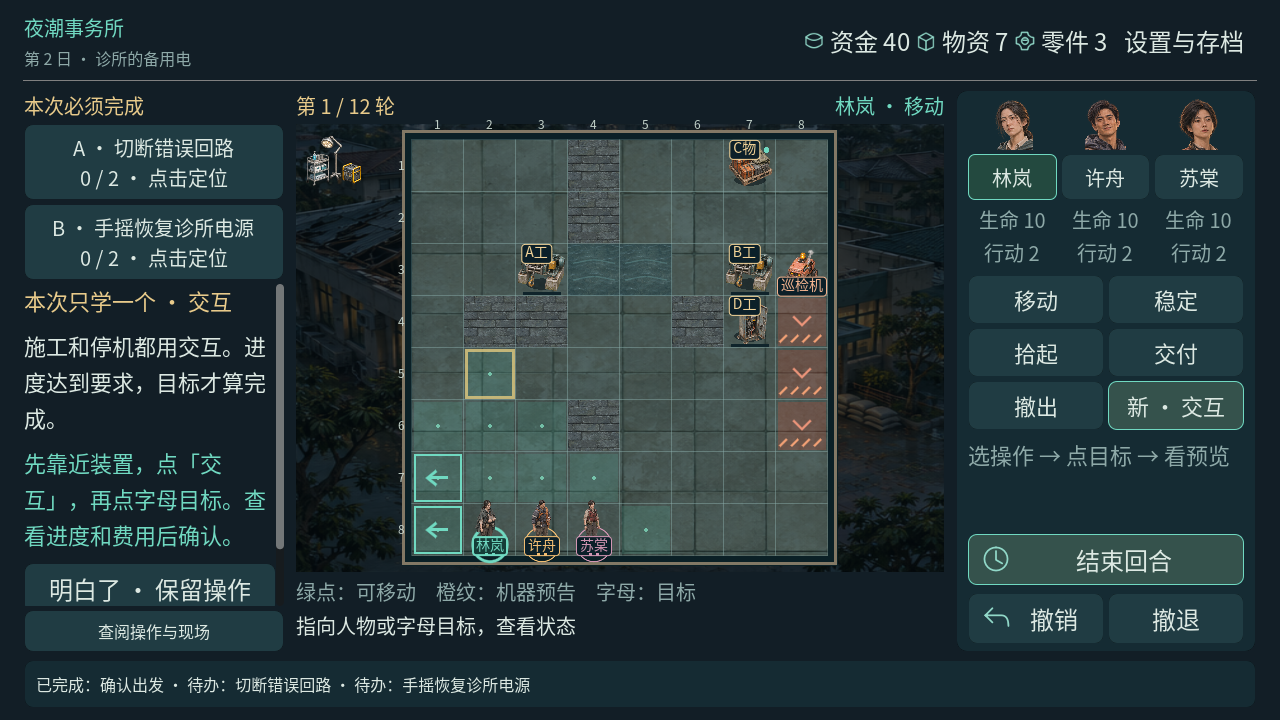 夜潮事务所
第 2 日 · 诊所的备用电
资金 40 物资 7 零件 3 设置与存档
本次必须完成
A · 切断错误回路
0 / 2 · 点击定位
B · 手摇恢复诊所电源
0 / 2 · 点击定位
本次只学一个 · 交互
施工和停机都用交互。进
度达到要求，目标才算完
成。
先靠近装置，点「交
互」，再点字母目标。查
看进度和费用后确认。
明白了 · 保留操作
查阅操作与现场
第 1 / 12 轮
林岚 · 移动
1 2 3 4 5 6 7 8
1
C物
2
3
A工
B工
巡检机
4
D工
5
6
7
8
林岚
许舟
苏棠
绿点：可移动 橙纹：机器预告 字母：目标
指向人物或字母目标，查看状态
林岚 许舟 苏棠
生命 10 生命 10 生命 10
行动 2 行动 2 行动 2
移动 稳定
拾起 交付
撤出 新 · 交互
选操作 → 点目标 → 看预览
结束回合
撤销 撤退
已完成：确认出发 · 待办：切断错误回路 · 待办：手摇恢复诊所电源